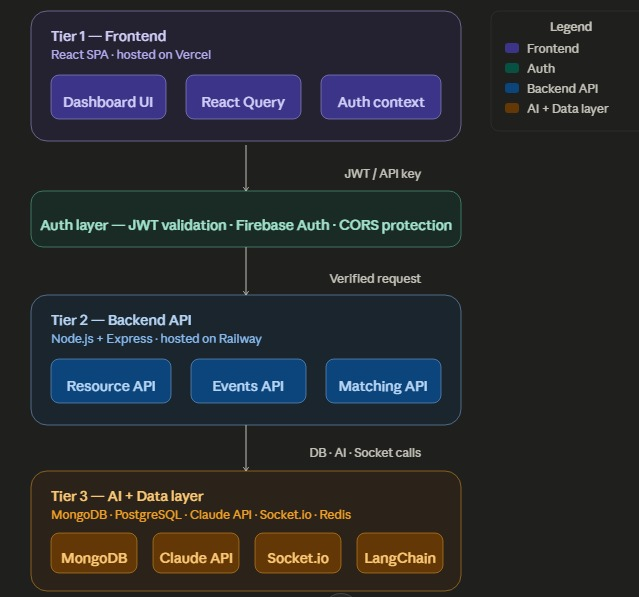 Tier 1 — Frontend
React SPA · hosted on Vercel
Dashboard UI
React Query
Auth context
JWT / API key
Auth layer — JWT validation · Firebase Auth · CORS protection
Verified request
Tier 2 — Backend API
Node.js + Express · hosted on Railway
Resource API
Events API
Matching API
DB · AI · Socket calls
Tier 3 — AI + Data layer
MongoDB · PostgreSQL · Claude API · Socket.io · Redis
MongoDB
Claude API
Socket.io
LangChain
Legend
Frontend
Auth
Backend API
AI + Data layer